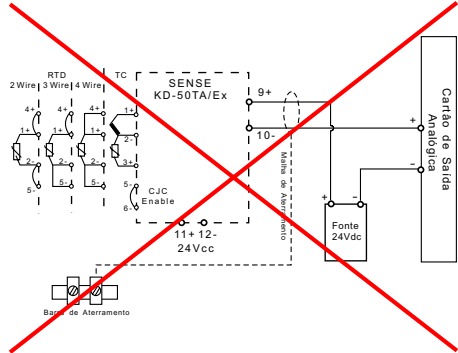 RTD
TC
2 Wire
3 Wire
4 Wire
SENSE
KD-50TA/Ex
4+
4+
4+
1+
1+
1+
1+
2-
2-
2-
2-
3+
5-
5-
5-
5-
6-
CJC
Enable
9+
10-
11+ 12-
24Vcc
Malha de Aterramento
+
-
Fonte
24Vdc
+
-
Cartão de Saída
Analógica
Barra de Aterramento